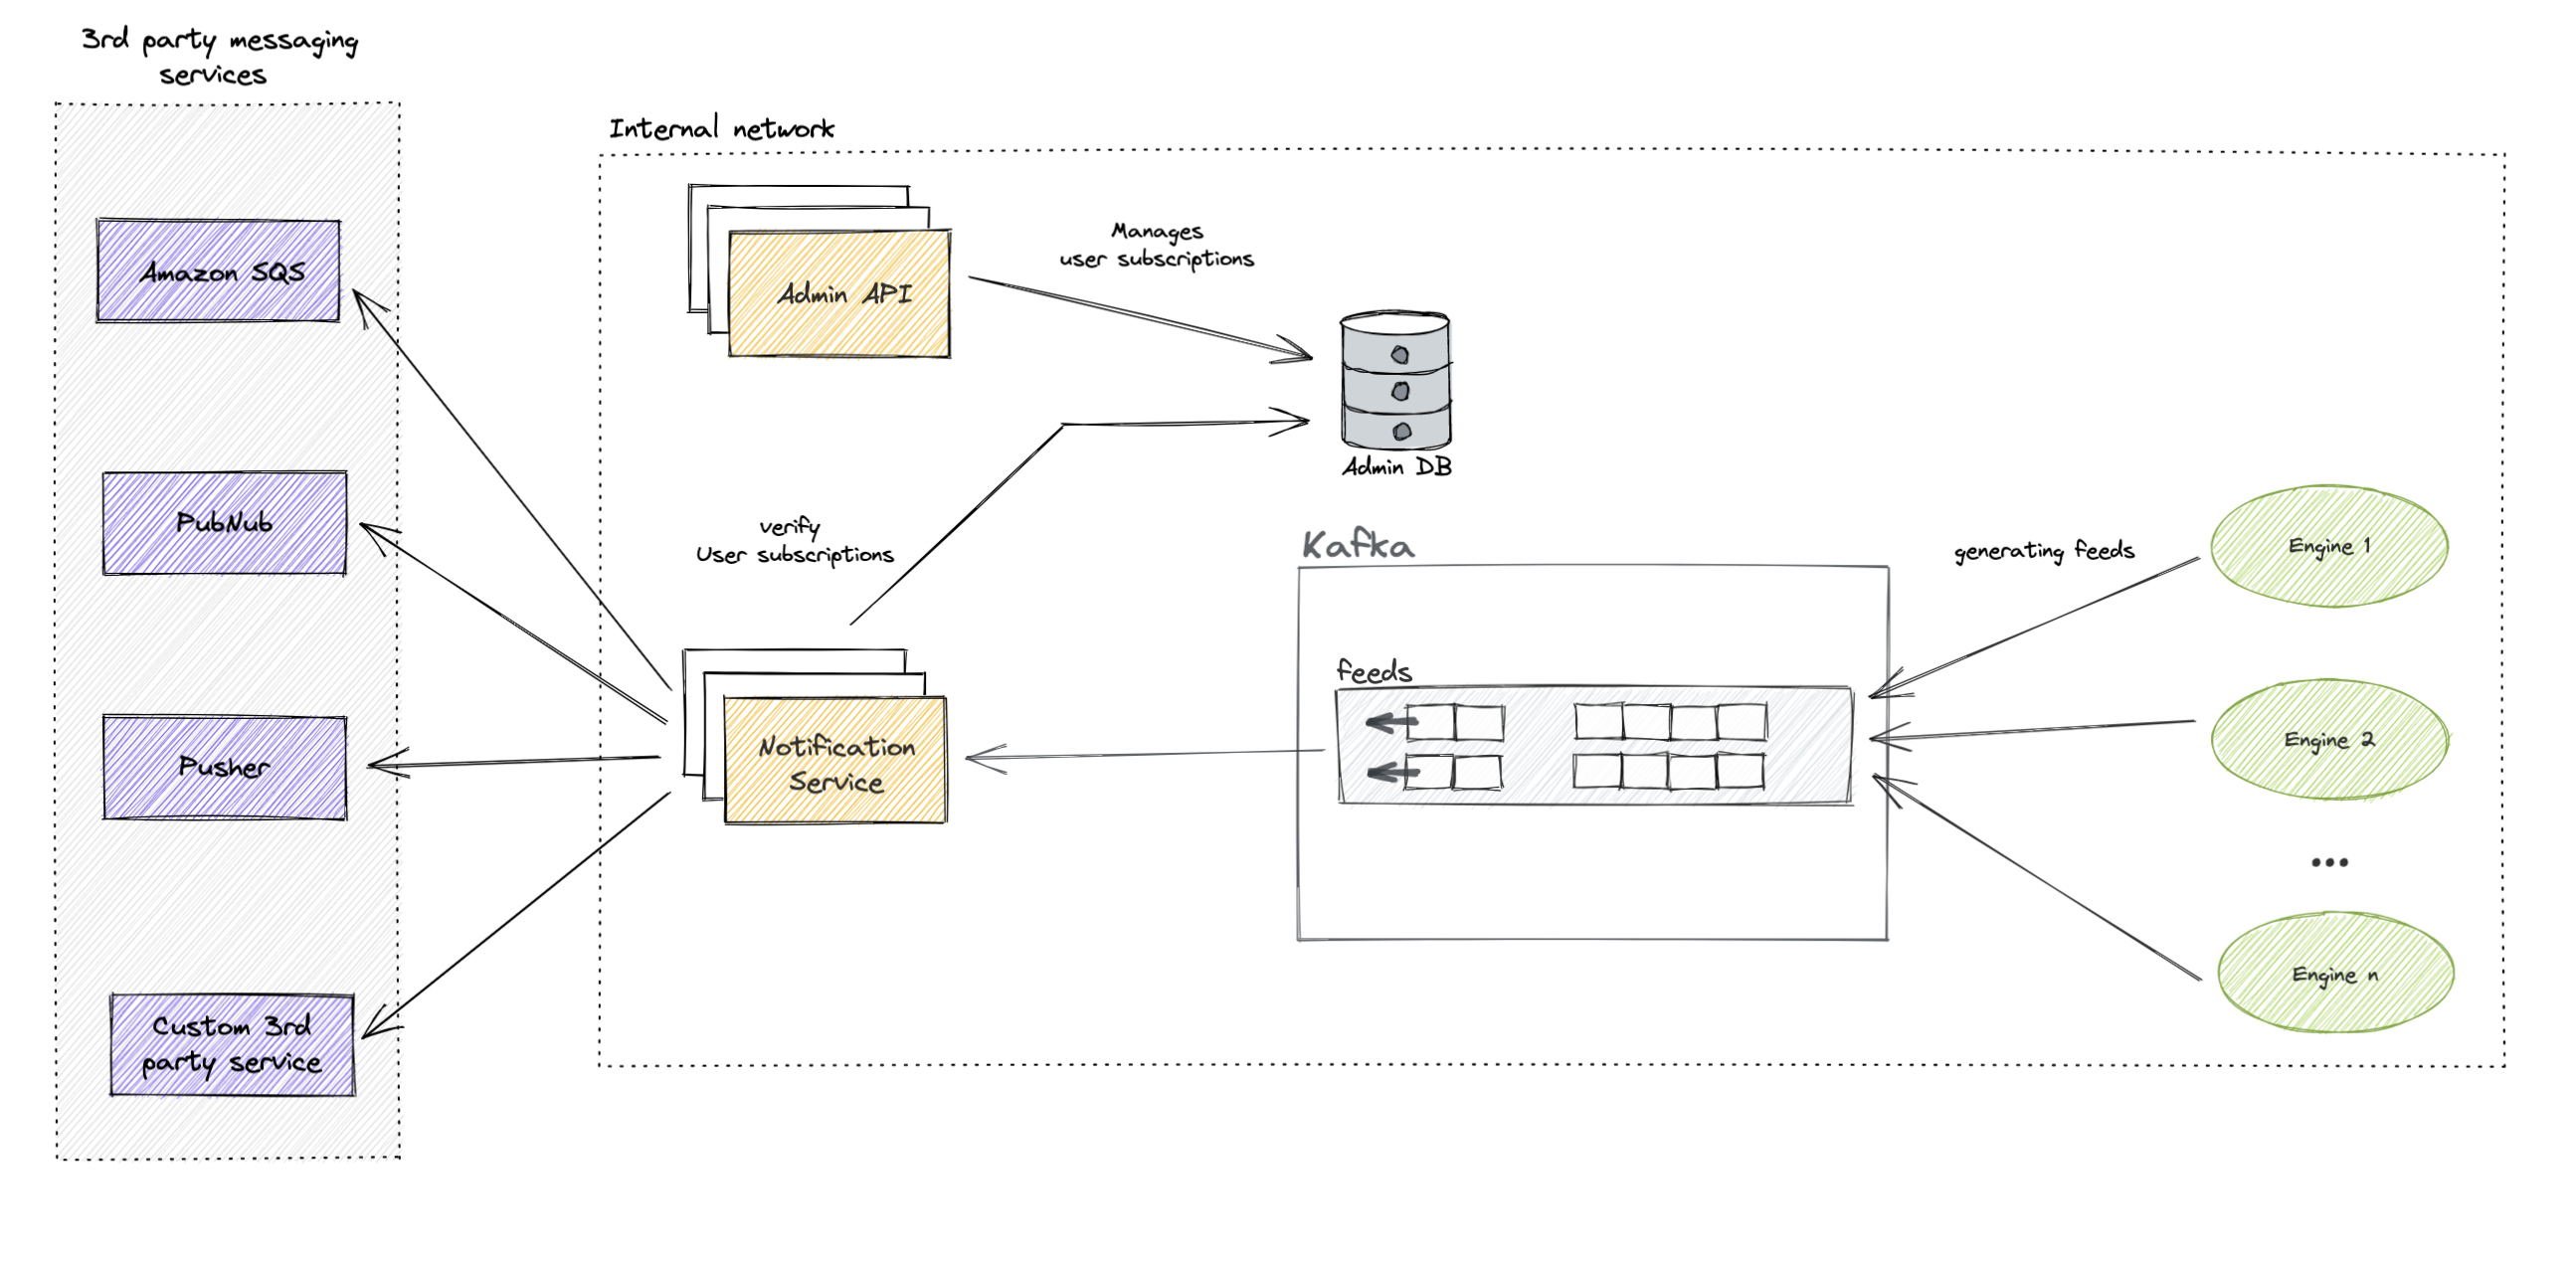 3rd party messaging
services
Amazon SQS
PubNub
Pusher
Custom 3rd
party service
Internal network
Admin API
Manages
user subscriptions
Admin DB
verify
User subscriptions
Notification
Service
Kafka
feeds
generating feeds
Engine 1
Engine 2
...
Engine n